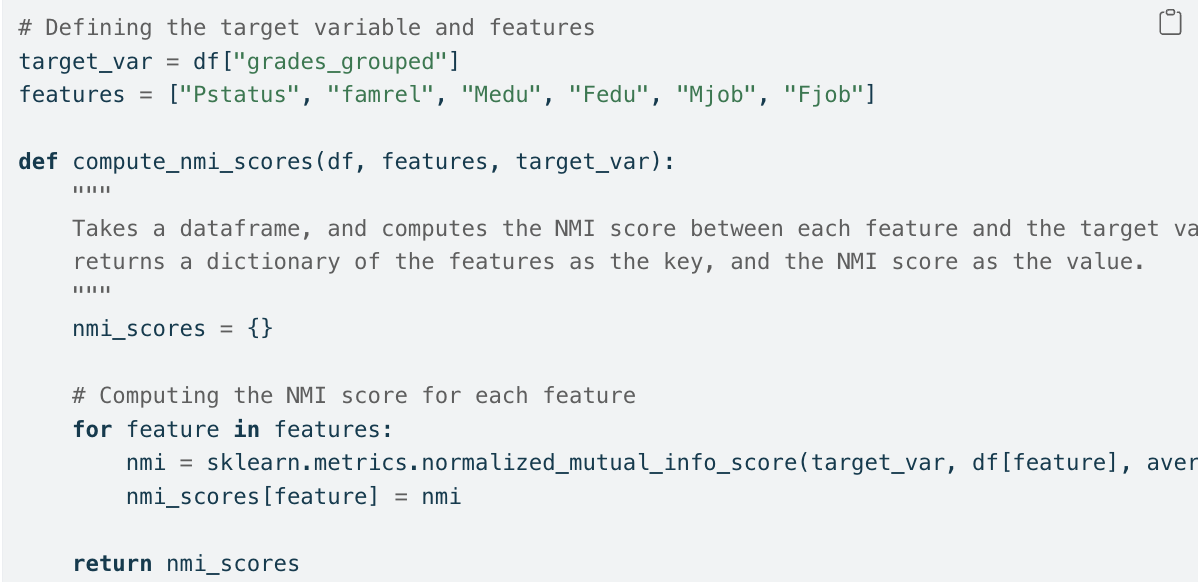 # Defining the target variable and features
target_var = df["grades_grouped"]
features = ["Pstatus", "famrel", "Medu", "Fedu", "Mjob", "Fjob"]
def compute_nmi_scores(df, features, target_var):
    """
    Takes a dataframe, and computes the NMI score between each feature and the target va
    returns a dictionary of the features as the key, and the NMI score as the value.
    """
    nmi_scores = {}
    # Computing the NMI score for each feature
    for feature in features:
        nmi = sklearn.metrics.normalized_mutual_info_score(target_var, df[feature], aver
        nmi_scores[feature] = nmi
    return nmi_scores